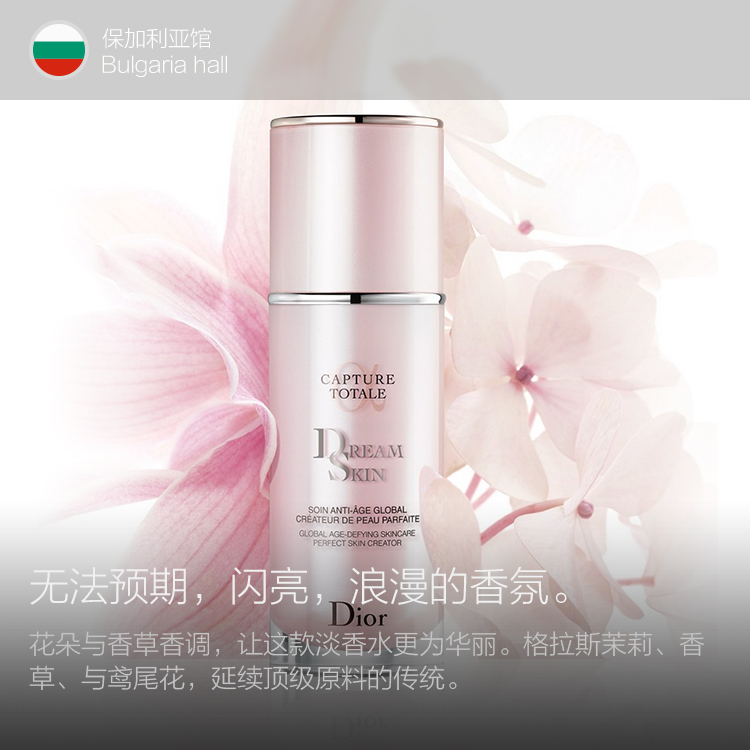 保加利亚馆
Bulgaria hall
CAPTURE
TOTALE
DREAM
SKIN
SOIN ANTI-ÂGE GLOBAL
CRÉATEUR DE PEAU PARFAITE
GLOBAL AGE-DEFYING SKINCARE
PERFECT SKIN CREATOR
无法预期，闪亮，浪漫的香氛。
Dior
花朵与香草香调，让这款淡香水更为华丽。格拉斯茉莉、香
草、与鸢尾花，延续顶级原料的传统。